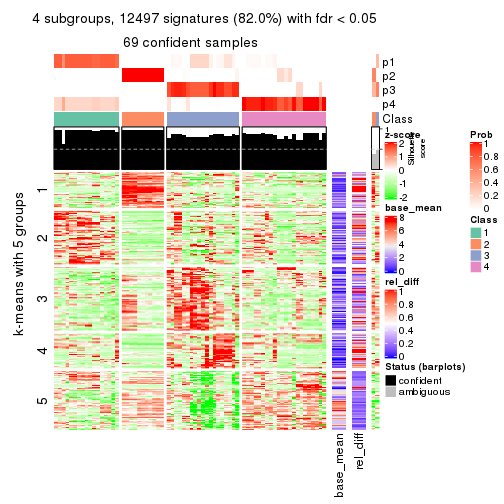 4 subgroups, 12497 signatures (82.0%) with fdr < 0.05
69 confident samples
p1
p2
p3
p4
Class
1
0
Silhouette
score
k-means with 5 groups
1
2
3
4
5
base_mean
rel_diff
z-score
2
1
0
-1
-2
base_mean
8
6
4
2
0
rel_diff
1
0.8
0.6
0.4
0.2
0
Status (barplots)
confident
ambiguous
Prob
1
0.8
0.6
0.4
0.2
0
Class
1
2
3
4